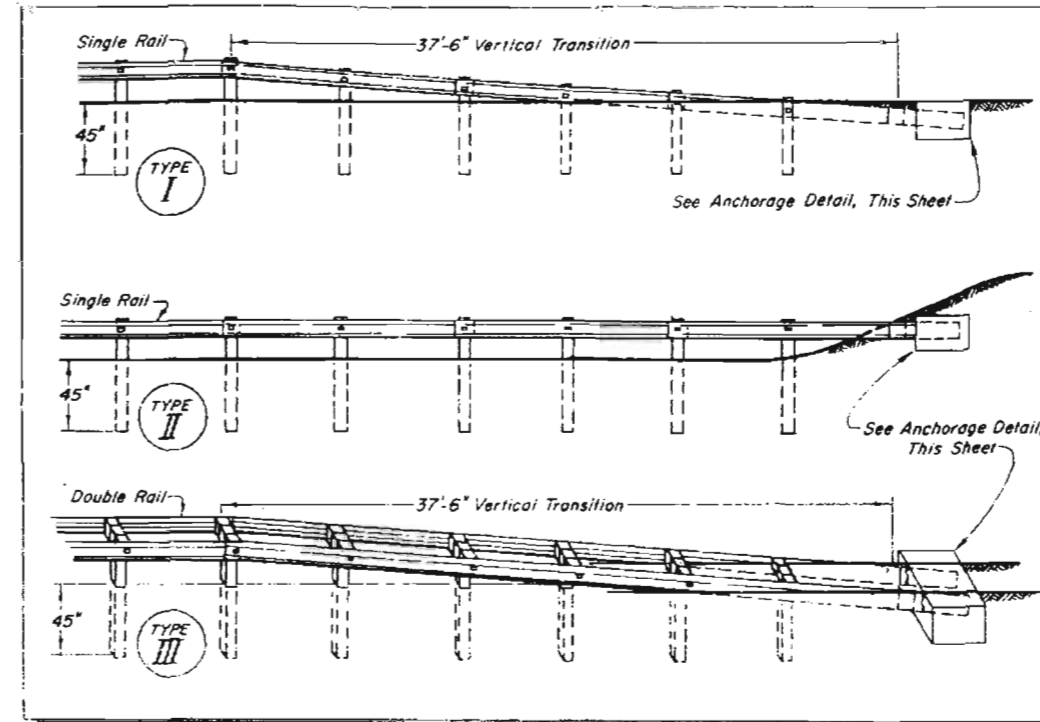 Single Rail
37'-6" Vertical Transition
45"
TYPE
I
See Anchorage Detail, This Sheet
Single Rail
45"
TYPE
II
See Anchorage Detail,
This Sheet
Double Rail
37'-6" Vertical Transition
45"
TYPE
III